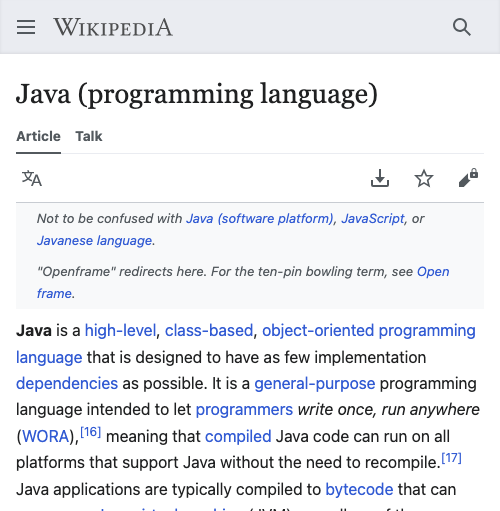 WIKIPEDIA
Java (programming language)
Article Talk
Not to be confused with Java (software platform), JavaScript, or
Javanese language.
"Openframe" redirects here. For the ten-pin bowling term, see Open
frame.
Java is a high-level, class-based, object-oriented programming
language that is designed to have as few implementation
dependencies as possible. It is a general-purpose programming
language intended to let programmers write once, run anywhere
(WORA),[16] meaning that compiled Java code can run on all
platforms that support Java without the need to recompile.[17]
Java applications are typically compiled to bytecode that can